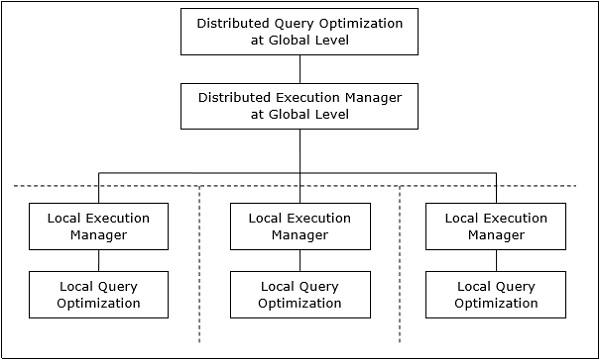 Distributed Query Optimization
at Global Level
Distributed Execution Manager
at Global Level
Local Execution
Manager
Local Execution
Manager
Local Execution
Manager
Local Query
Optimization
Local Query
Optimization
Local Query
Optimization